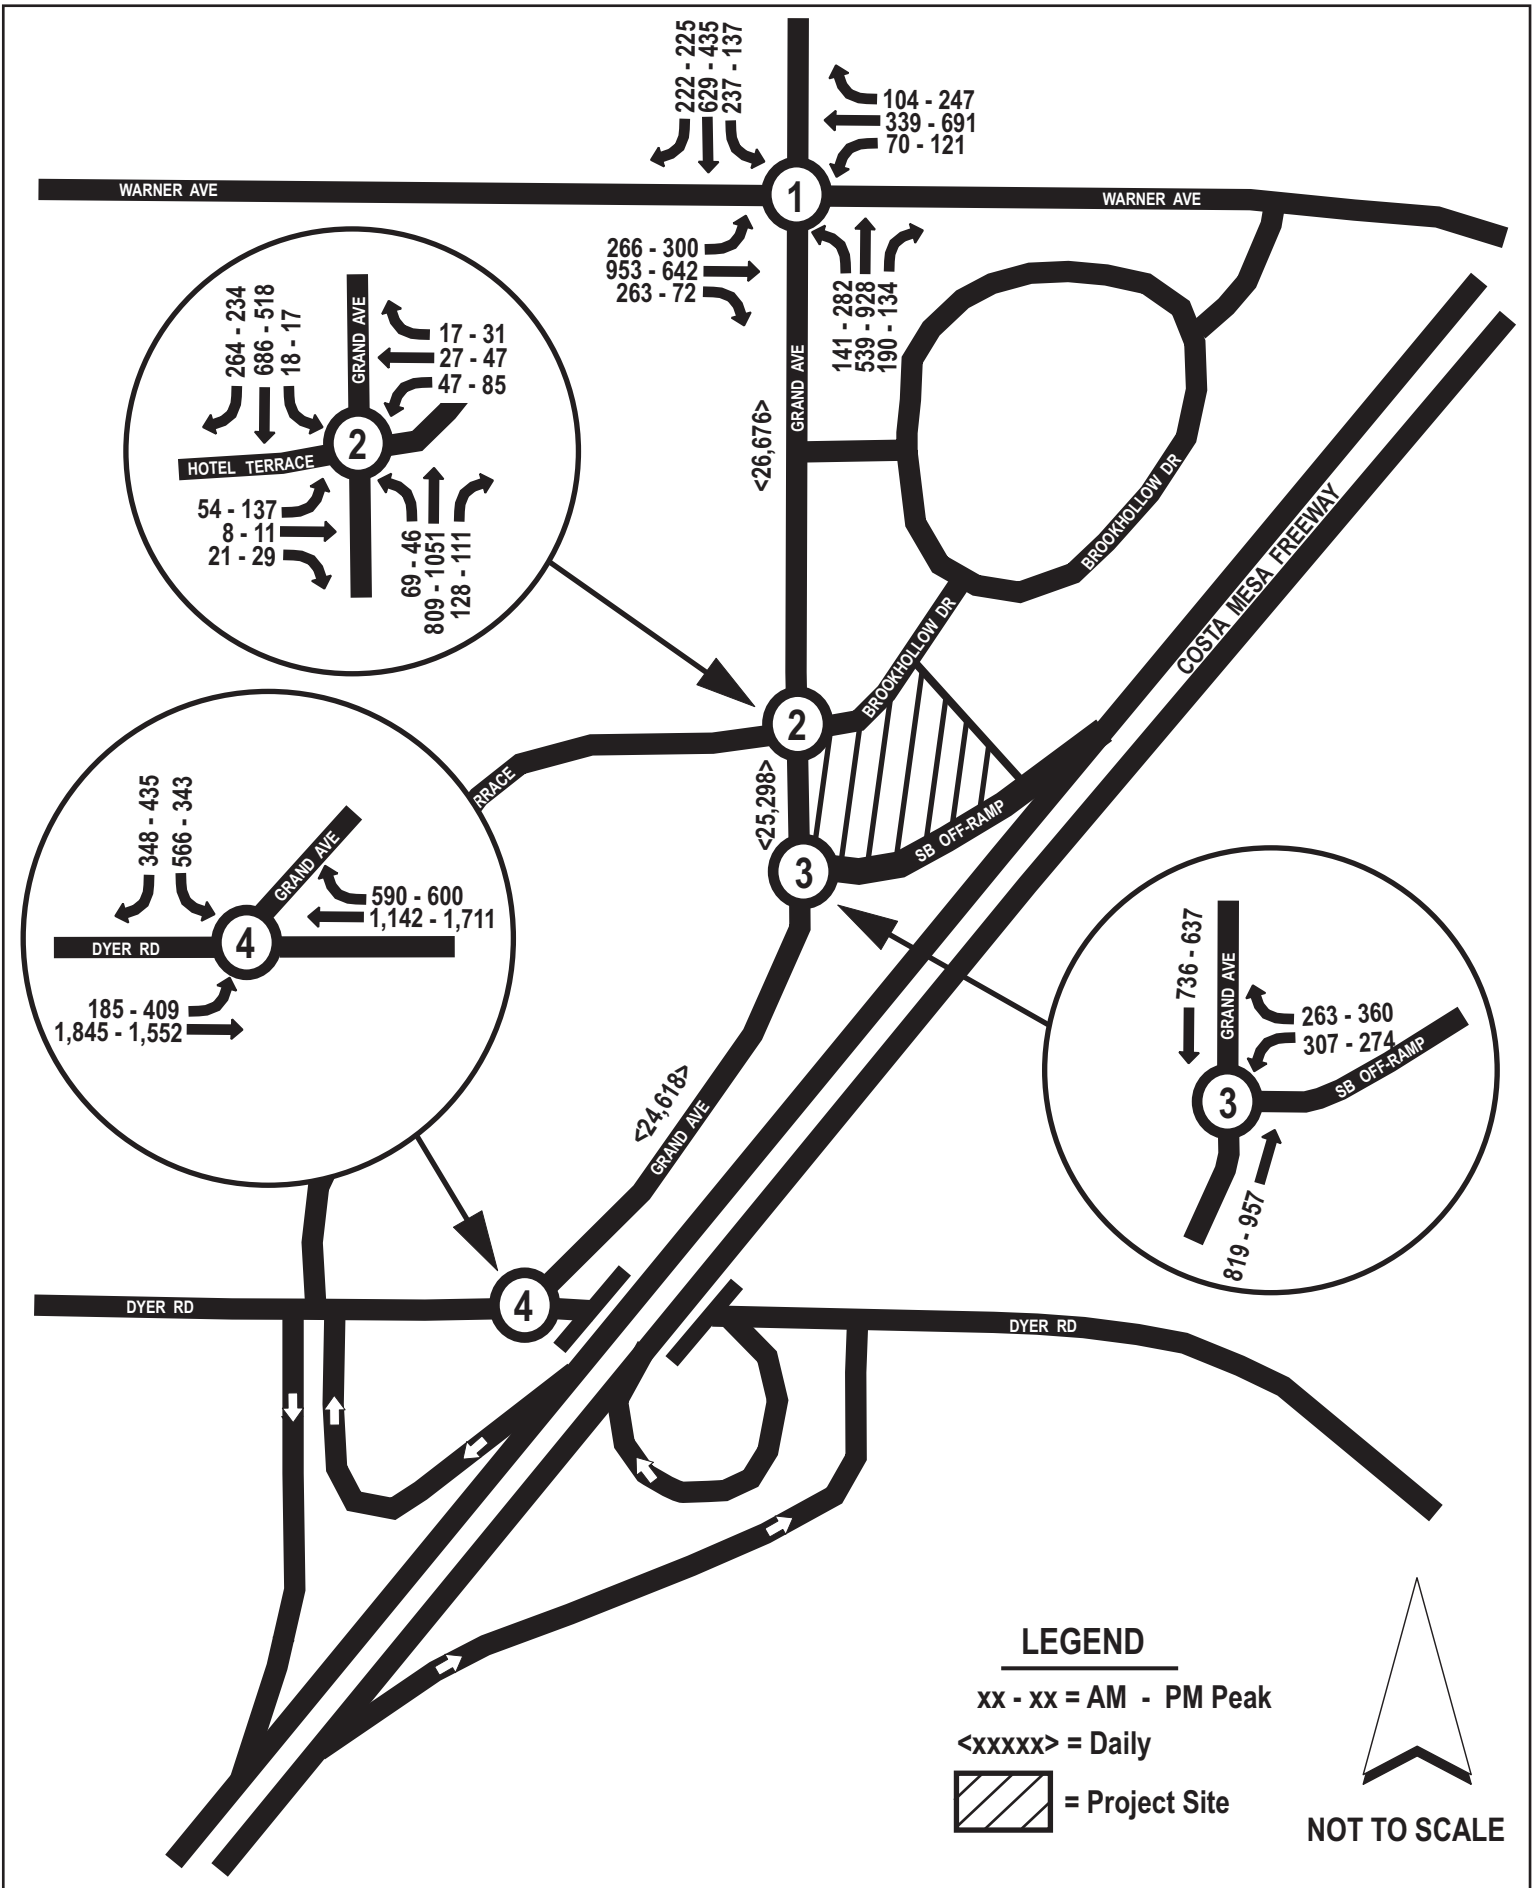 222 - 225
629 - 435
237 - 137
104 - 247
339 - 691
70 - 121
WARNER AVE
1
WARNER AVE
266 - 300
953 - 642
263 - 72
141 - 282
539 - 928
190 - 134
GRAND AVE
<26,676>
264 - 234
686 - 518
18 - 17
GRAND AVE
17 - 31
27 - 47
47 - 85
2
HOTEL TERRACE
54 - 137
8 - 11
21 - 29
69 - 46
809 - 1051
128 - 111
BROOKHOLLOW DR
COSTA MESA FREEWAY
BROOKHOLLOW DR
2
RRACE
<25,298>
3
SB OFF-RAMP
348 - 435
566 - 343
GRAND AVE
590 - 600
1,142 - 1,711
DYER RD
4
185 - 409
1,845 - 1,552
736 - 637
GRAND AVE
263 - 360
307 - 274
SB OFF-RAMP
3
819 - 957
<24,618>
GRAND AVE
DYER RD
4
DYER RD
LEGEND
xx - xx = AM - PM Peak
<xxxxx> = Daily
= Project Site
NOT TO SCALE